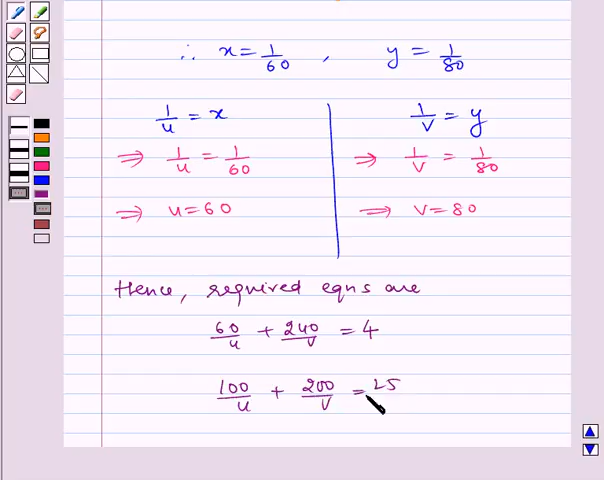 ∴ x = 1/60 , y = 1/80
1/u = x
1/v = y
⇒ 1/u = 1/60
⇒ 1/v = 1/80
⇒ u = 60
⇒ v = 80
Hence, required eqns are
60/u + 240/v = 4
100/u + 200/v = 25